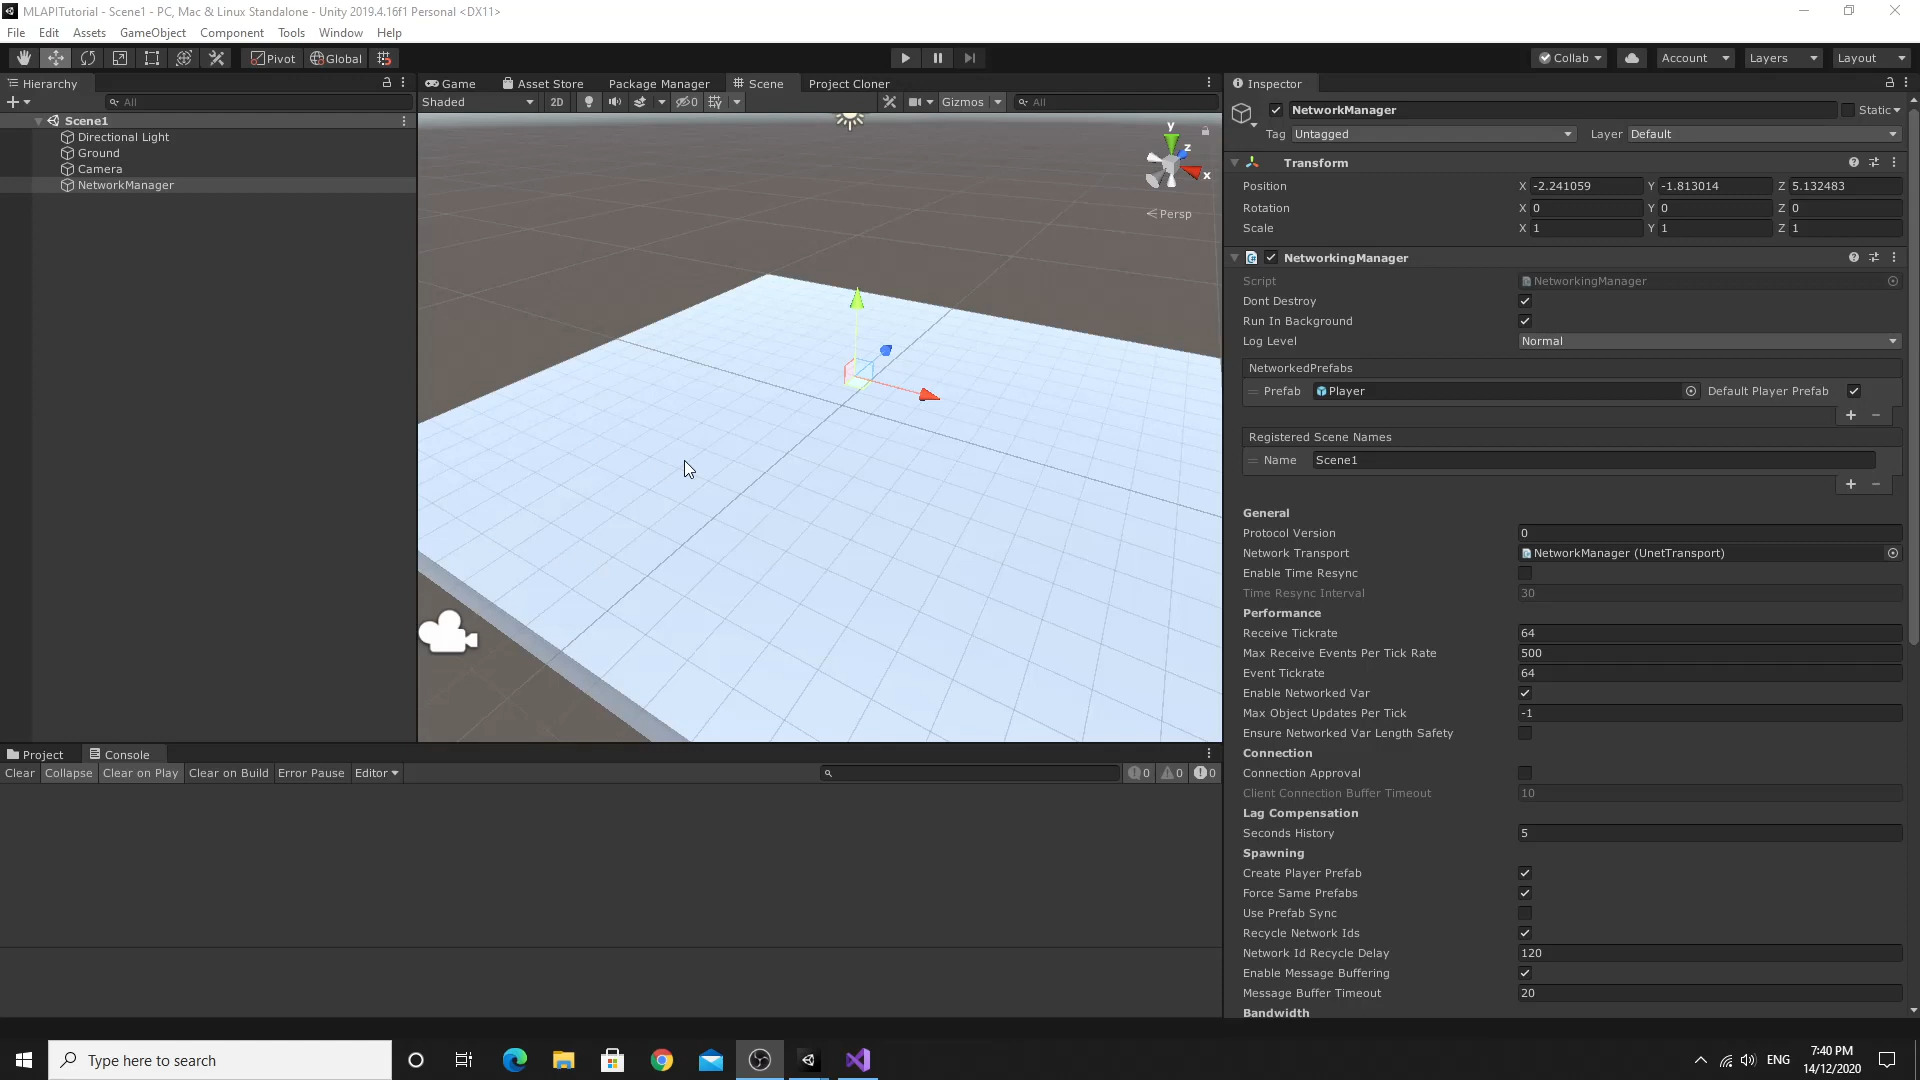 MLAPITutorial - Scene1 - PC, Mac & Linux Standalone - Unity 2019.4.16f1 Personal <DX11>
File Edit Assets GameObject Component Tools Window Help
Pivot Global Collab Account Layers Layout
Hierarchy
All
Scene1
Directional Light
Ground
Camera
NetworkManager
Game Asset Store Package Manager Scene Project Cloner
Shaded 2D 0 Gizmos All
y
z
x
Persp
Inspector
NetworkManager Static
Tag Untagged Layer Default
Transform
Position X -2.241059 Y -1.813014 Z 5.132483
Rotation X 0 Y 0 Z 0
Scale X 1 Y 1 Z 1
NetworkingManager
Script NetworkingManager
Dont Destroy
Run In Background
Log Level Normal
NetworkedPrefabs
Prefab Player Default Player Prefab
Registered Scene Names
Name Scene1
General
Protocol Version 0
Network Transport NetworkManager (UnetTransport)
Enable Time Resync
Time Resync Interval 30
Performance
Receive Tickrate 64
Max Receive Events Per Tick Rate 500
Event Tickrate 64
Enable Networked Var
Max Object Updates Per Tick -1
Ensure Networked Var Length Safety
Connection
Connection Approval
Client Connection Buffer Timeout 10
Lag Compensation
Seconds History 5
Spawning
Create Player Prefab
Force Same Prefabs
Use Prefab Sync
Recycle Network Ids
Network Id Recycle Delay 120
Enable Message Buffering
Message Buffer Timeout 20
Bandwidth
Project Console
Clear Collapse Clear on Play Clear on Build Error Pause Editor 0 0 0
Type here to search
ENG
7:40 PM
14/12/2020